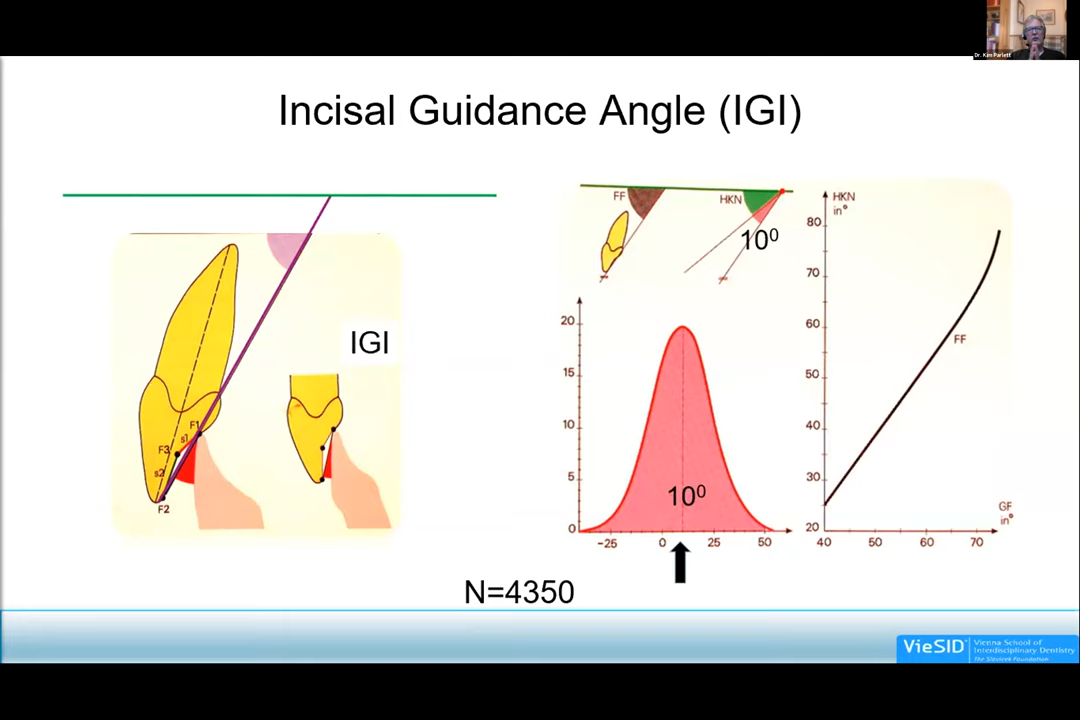 Dr. Kim Parlett
Incisal Guidance Angle (IGI)
IGI
F1
s1
F3
s2
F2
FF
HKN
10⁰
20
15
10
5
0
-25
0
25
50
10⁰
HKN
in°
80
70
60
50
40
30
20
FF
GF
in°
40
50
60
70
N=4350
VieSID
Vienna School of
Interdisciplinary Dentistry
The Slavicek Foundation